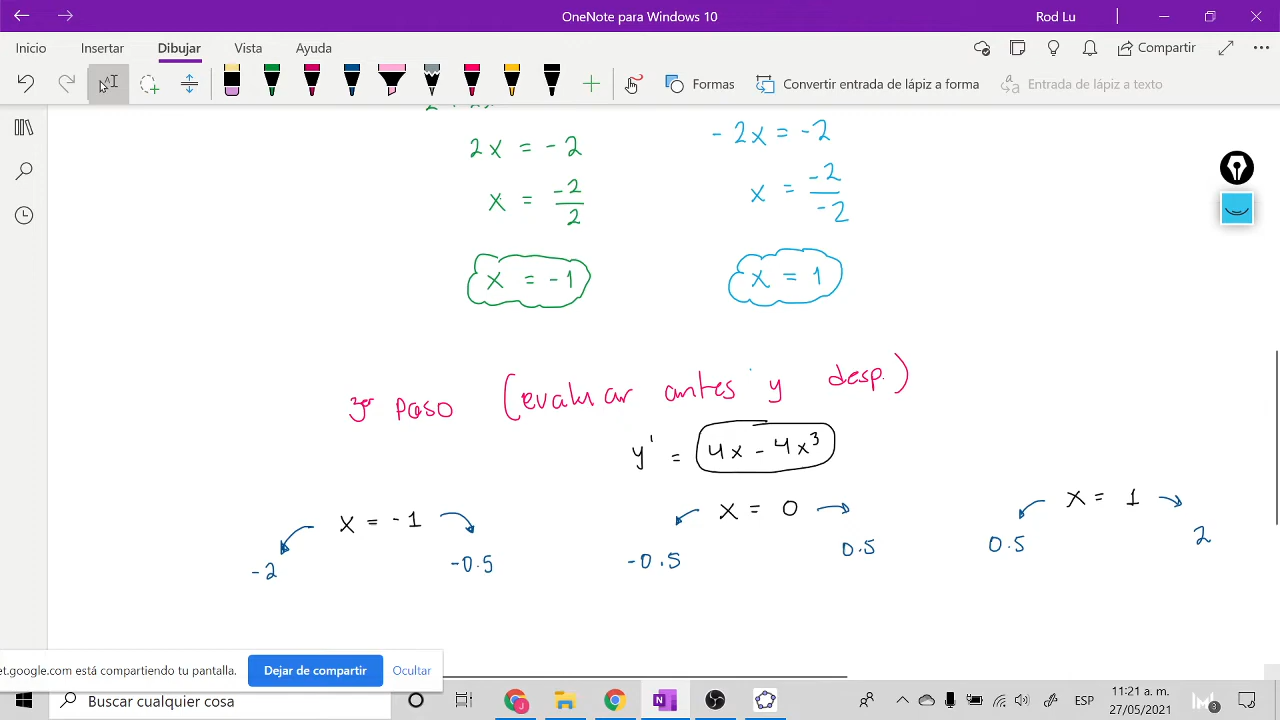 OneNote para Windows 10
Rod Lu
Inicio Insertar Dibujar Vista Ayuda
Compartir
Formas
Convertir entrada de lápiz a forma
Entrada de lápiz a texto
2x = -2
x = -2/2
x = -1
-2x = -2
x = -2/-2
x = 1
3er Paso (evaluar antes y desp.)
y' = 4x - 4x³
x = -1
-2 -0.5
x = 0
-0.5 0.5
x = 1
0.5 2
et.google.com está compartiendo tu pantalla.
Dejar de compartir
Ocultar
Buscar cualquier cosa
ESP
11:21 a. m.
27/05/2021
3